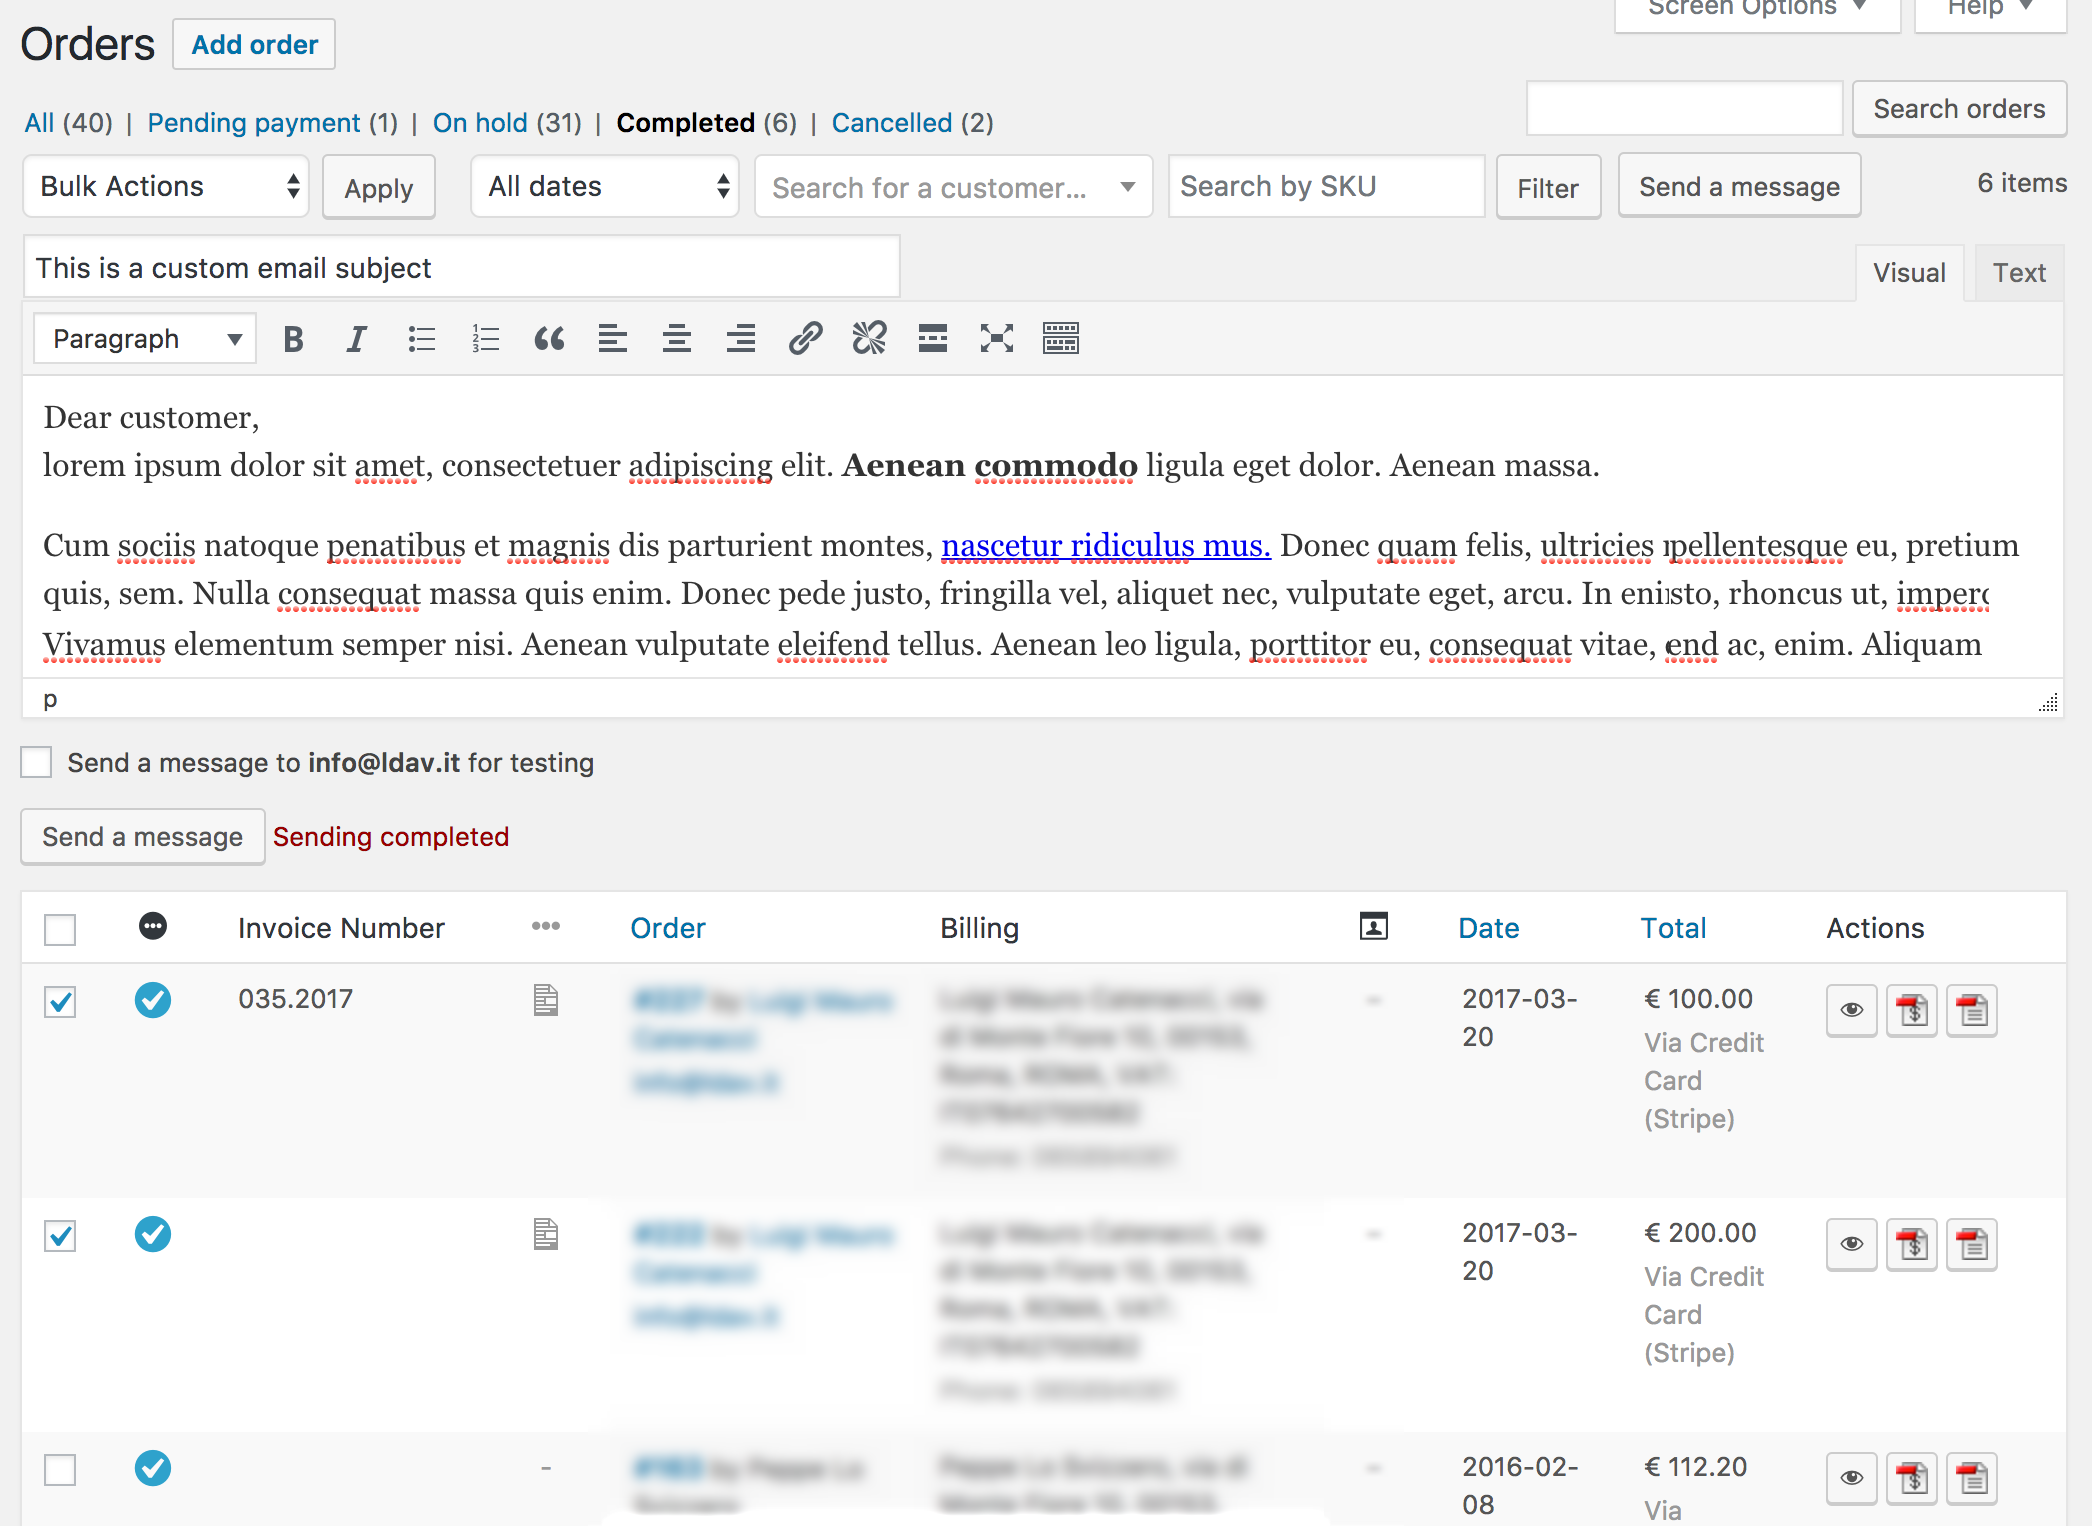 Screen Options ▼ Help ▼
Orders Add order
All (40) | Pending payment (1) | On hold (31) | Completed (6) | Cancelled (2)
Search orders
Bulk Actions Apply All dates Search for a customer... Search by SKU Filter Send a message 6 items
This is a custom email subject
Visual Text
Paragraph
Dear customer,
lorem ipsum dolor sit amet, consectetuer adipiscing elit. Aenean commodo ligula eget dolor. Aenean massa.
Cum sociis natoque penatibus et magnis dis parturient montes, nascetur ridiculus mus. Donec quam felis, ultricies pellentesque eu, pretium
quis, sem. Nulla consequat massa quis enim. Donec pede justo, fringilla vel, aliquet nec, vulputate eget, arcu. In enisto, rhoncus ut,
Vivamus elementum semper nisi. Aenean vulputate eleifend tellus. Aenean leo ligula, porttitor eu, consequat vitae, end ac, enim. Aliquam
p
Send a message to info@ldav.it for testing
Send a message Sending completed
Invoice Number Order Billing Date Total Actions
035.2017
2017-03-
20
€ 100.00
Via Credit
Card
(Stripe)
2017-03-
20
€ 200.00
Via Credit
Card
(Stripe)
-
2016-02-
08
€ 112.20
Via